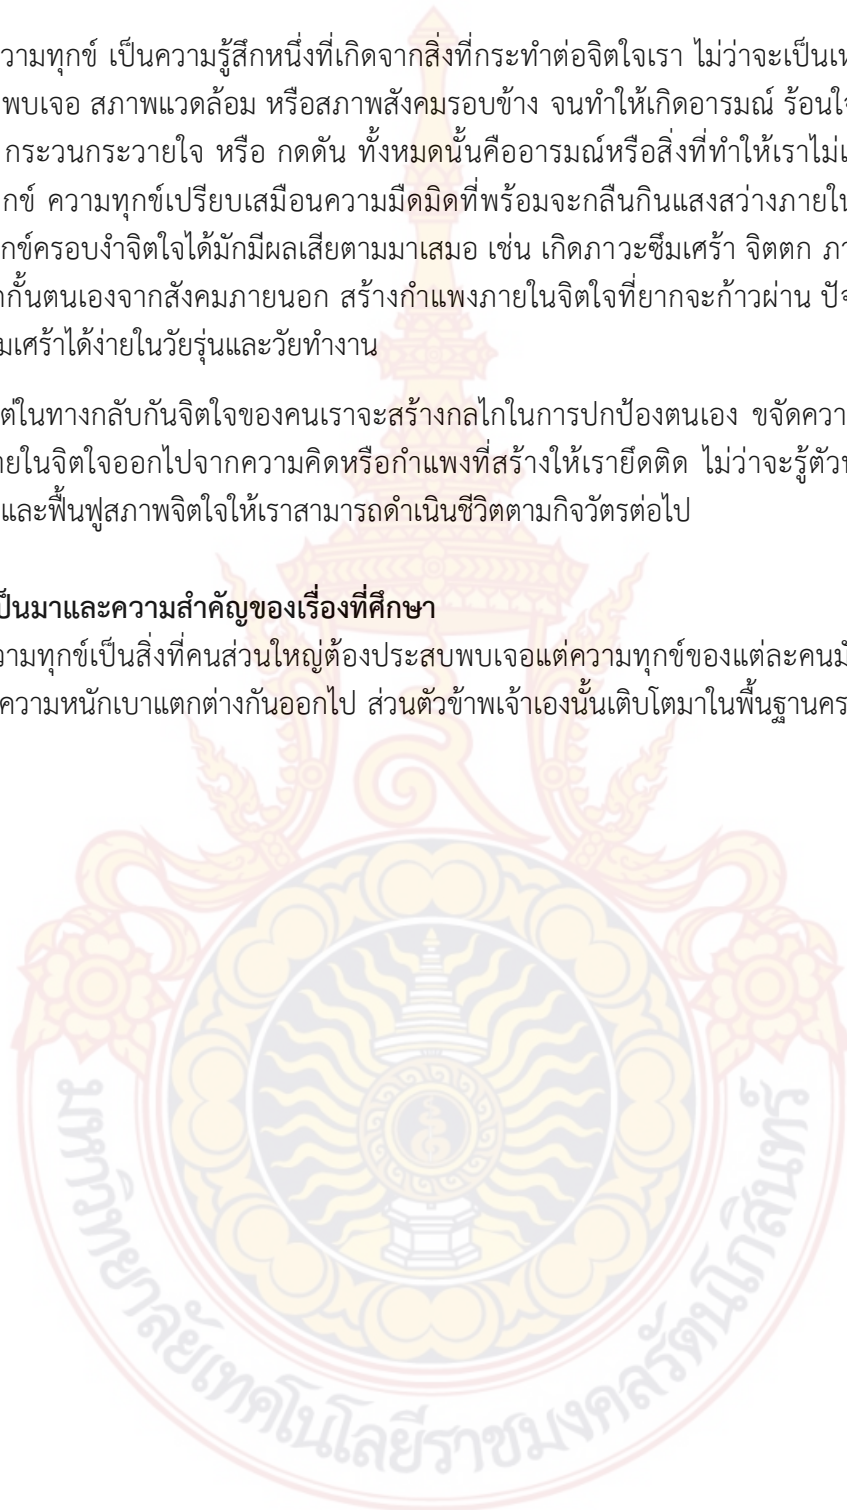 วามทุกข์ เป็นความรู้สึกหนึ่งที่เกิดจากสิ่งที่กระทำต่อจิตใจเรา ไม่ว่าจะเป็นเห
พบเจอ สภาพแวดล้อม หรือสภาพสังคมรอบข้าง จนทำให้เกิดอารมณ์ ร้อนใจ
กระวนกระวายใจ หรือ กดดัน ทั้งหมดนั้นคืออารมณ์หรือสิ่งที่ทำให้เราไม่เ
กข์ ความทุกข์เปรียบเสมือนความมืดมิดที่พร้อมจะกลืนกินแสงสว่างภายใน
กข์ครอบงำจิตใจได้มักมีผลเสียตามมาเสมอ เช่น เกิดภาวะซึมเศร้า จิตตก ภา
กกั้นตนเองจากสังคมภายนอก สร้างกำแพงภายในจิตใจที่ยากจะก้าวผ่าน ปัจ
มเศร้าได้ง่ายในวัยรุ่นและวัยทำงาน
ต่ในทางกลับกันจิตใจของคนเราจะสร้างกลไกในการปกป้องตนเอง ขจัดควา
ายในจิตใจออกไปจากความคิดหรือกำแพงที่สร้างให้เรายึดติด ไม่ว่าจะรู้ตัวห
และฟื้นฟูสภาพจิตใจให้เราสามารถดำเนินชีวิตตามกิจวัตรต่อไป
ป็นมาและความสำคัญของเรื่องที่ศึกษา
วามทุกข์เป็นสิ่งที่คนส่วนใหญ่ต้องประสบพบเจอแต่ความทุกข์ของแต่ละคนมั
ความหนักเบาแตกต่างกันออกไป ส่วนตัวข้าพเจ้าเองนั้นเติบโตมาในพื้นฐานคร
มหาวิทยาลัยเทคโนโลยีราชมงคลรัตนโกสินทร์